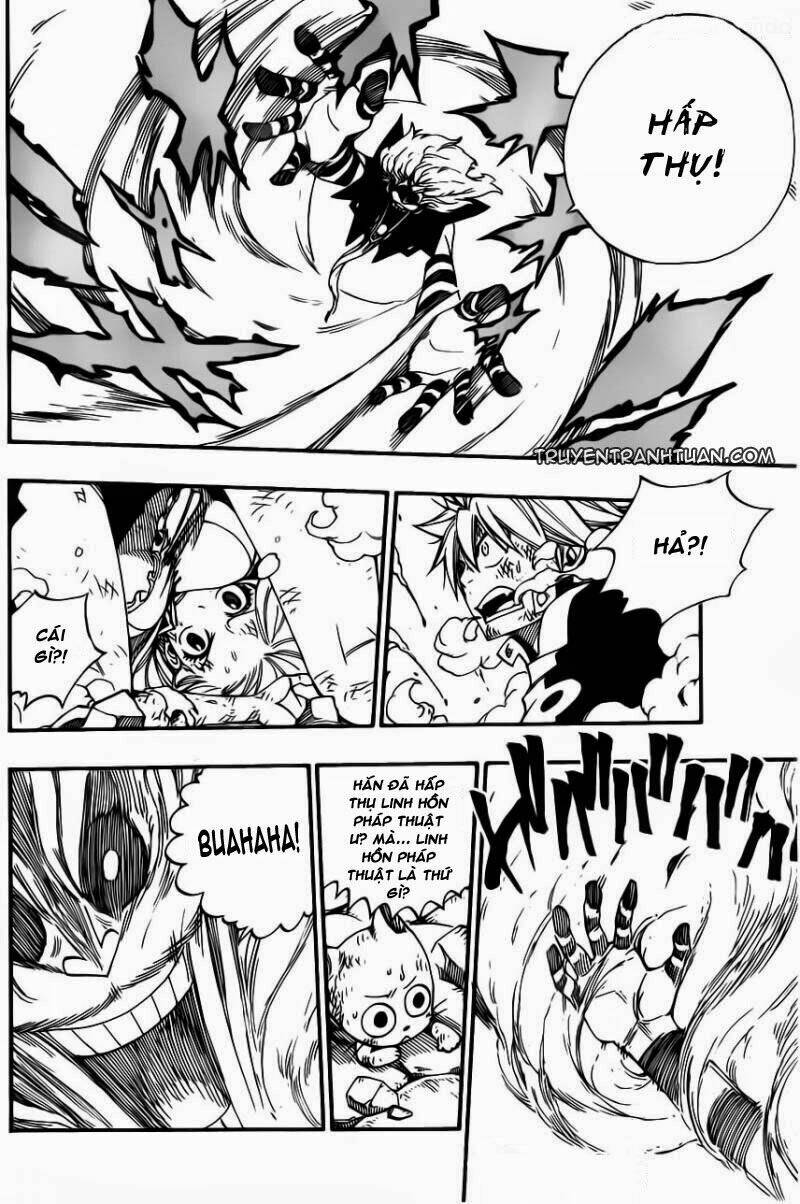 HẤP
THỤ!
TRUYENTRANHTUAN.COM
HẢ?!
CÁI
GÌ?!
HẮN ĐÃ HẤP
THỤ LINH HỒN
PHÁP THUẬT
Ư? MÀ... LINH
HỒN PHÁP
THUẬT LÀ THỨ
GÌ?
BUAHAHA!